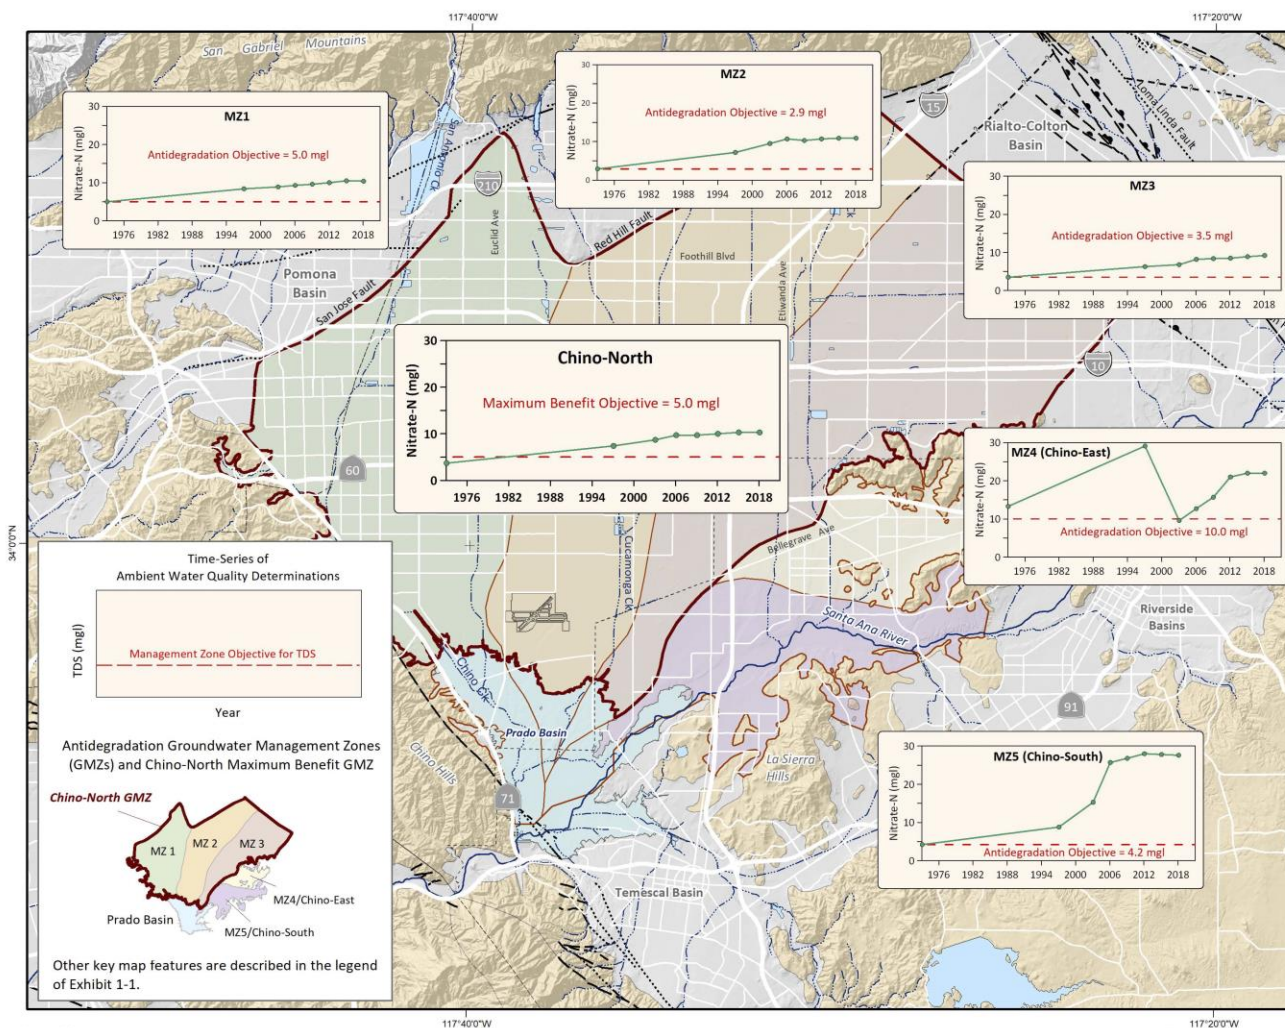 117°40'0"W
117°20'0"W
San Gabriel Mountains
San Antonio Ck
MZ1
Nitrate-N (mgl)
30
20
10
0
Antidegradation Objective = 5.0 mgl
1976 1982 1988 1994 2000 2006 2012 2018
MZ2
Nitrate-N (mgl)
30
20
10
0
Antidegradation Objective = 2.9 mgl
1976 1982 1988 1994 2000 2006 2012 2018
15
Rialto-Colton
Basin
Loma Linda Fault
MZ3
Nitrate-N (mgl)
30
20
10
0
Antidegradation Objective = 3.5 mgl
1976 1982 1988 1994 2000 2006 2012 2018
210
Euclid Ave
Red Hill Fault
Ck
Foothill Blvd
Etiwanda Ave
Pomona
Basin
San Jose Fault
Chino-North
Nitrate-N (mgl)
30
20
10
0
Maximum Benefit Objective = 5.0 mgl
1976 1982 1988 1994 2000 2006 2012 2018
10
60
MZ4 (Chino-East)
Nitrate-N (mgl)
30
20
10
0
Antidegradation Objective = 10.0 mgl
1976 1982 1988 1994 2000 2006 2012 2018
34°0'0"N
Cucamonga Ck
Bellegrave Ave
Santa Ana River
Riverside
Basins
91
Chino Ck
Prado Basin
Chino Hills
La Sierra
Hills
71
Temescal Basin
MZ5 (Chino-South)
Nitrate-N (mgl)
30
20
10
0
Antidegradation Objective = 4.2 mgl
1976 1982 1988 1994 2000 2006 2012 2018
Time-Series of
Ambient Water Quality Determinations
TDS (mgl)
Management Zone Objective for TDS
Year
Antidegradation Groundwater Management Zones
(GMZs) and Chino-North Maximum Benefit GMZ
Chino-North GMZ
MZ 1
MZ 2
MZ 3
MZ4/Chino-East
Prado Basin
MZ5/Chino-South
Other key map features are described in the legend
of Exhibit 1-1.
117°40'0"W
117°20'0"W